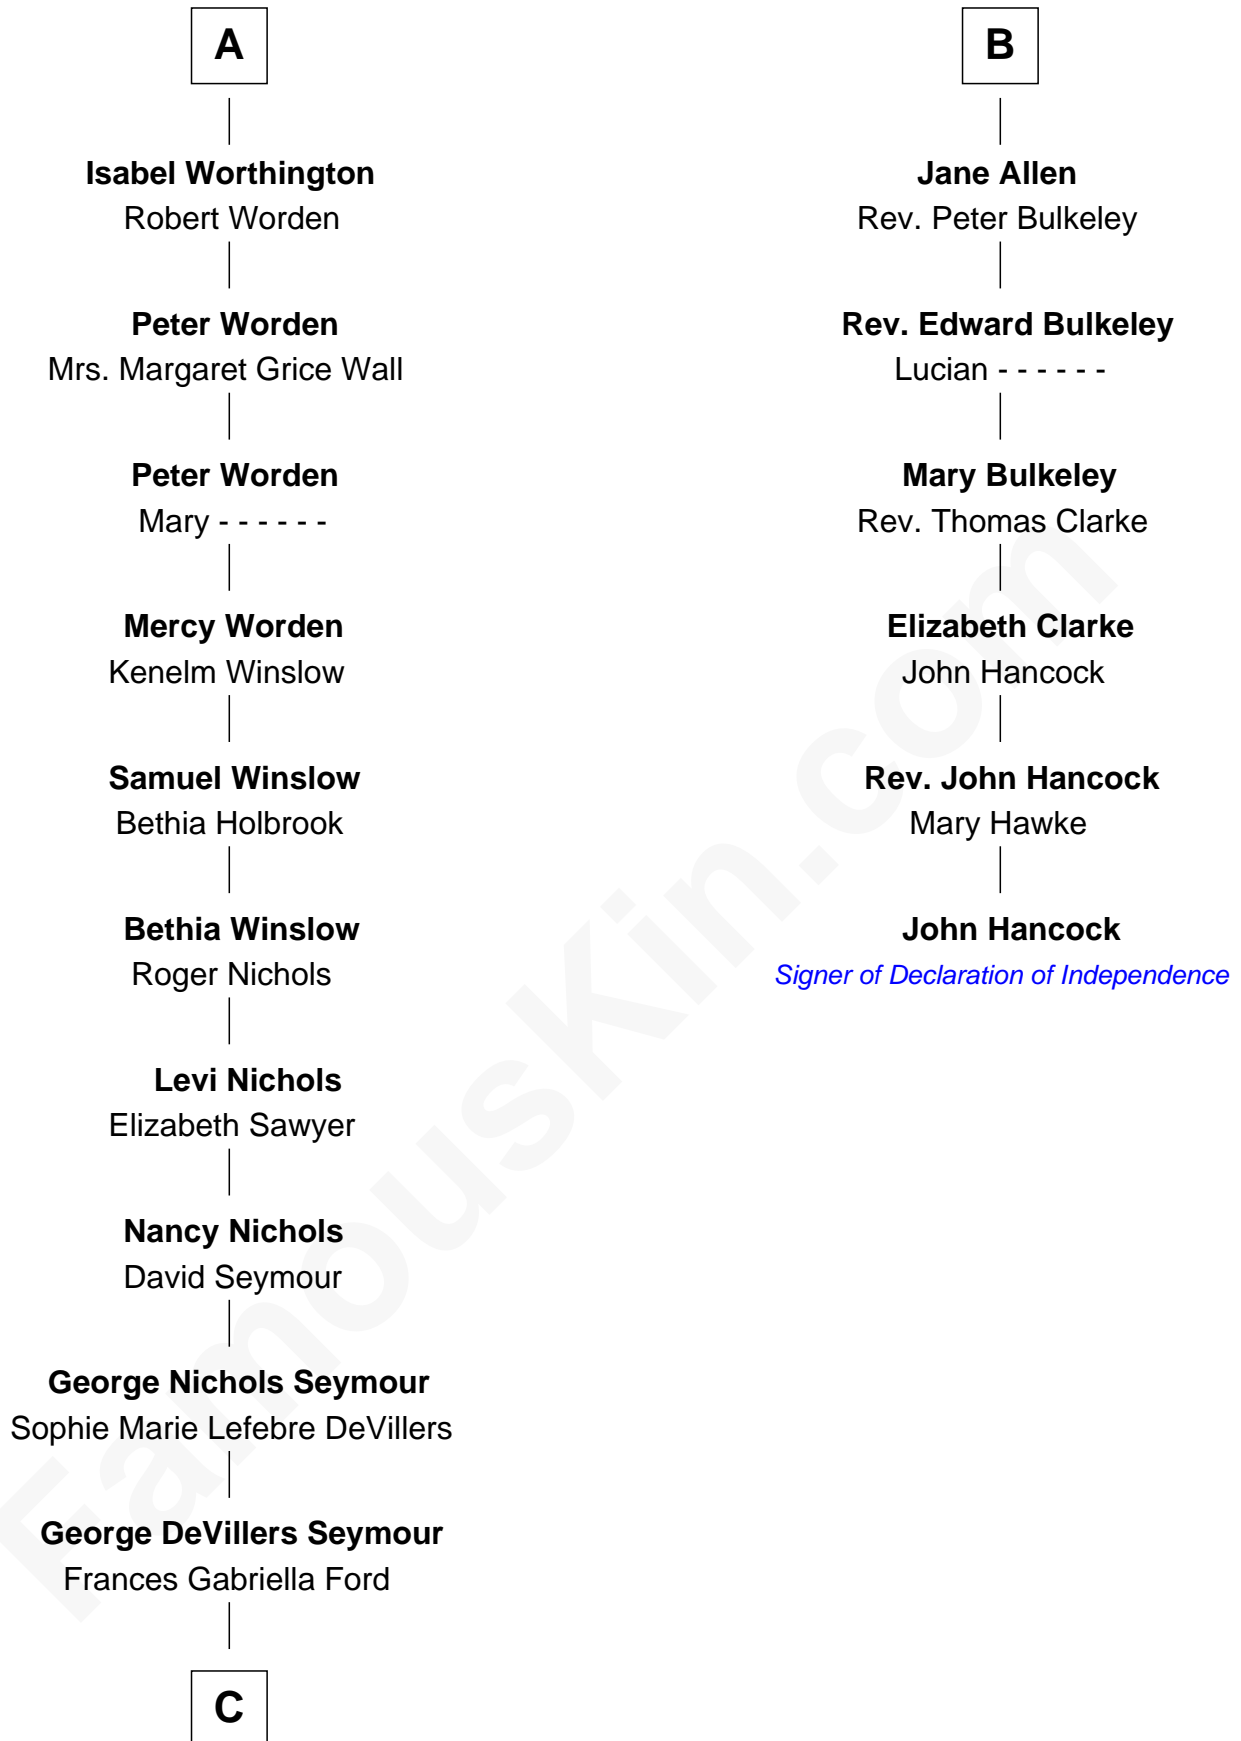 A
Isabel Worthington
Robert Worden
Peter Worden
Mrs. Margaret Grice Wall
Peter Worden
Mary - - - - - -
Mercy Worden
Kenelm Winslow
Samuel Winslow
Bethia Holbrook
Bethia Winslow
Roger Nichols
Levi Nichols
Elizabeth Sawyer
Nancy Nichols
David Seymour
George Nichols Seymour
Sophie Marie Lefebre DeVillers
George DeVillers Seymour
Frances Gabriella Ford
C
B
Jane Allen
Rev. Peter Bulkeley
Rev. Edward Bulkeley
Lucian - - - - - -
Mary Bulkeley
Rev. Thomas Clarke
Elizabeth Clarke
John Hancock
Rev. John Hancock
Mary Hawke
John Hancock
Signer of Declaration of Independence
FamousKin.com